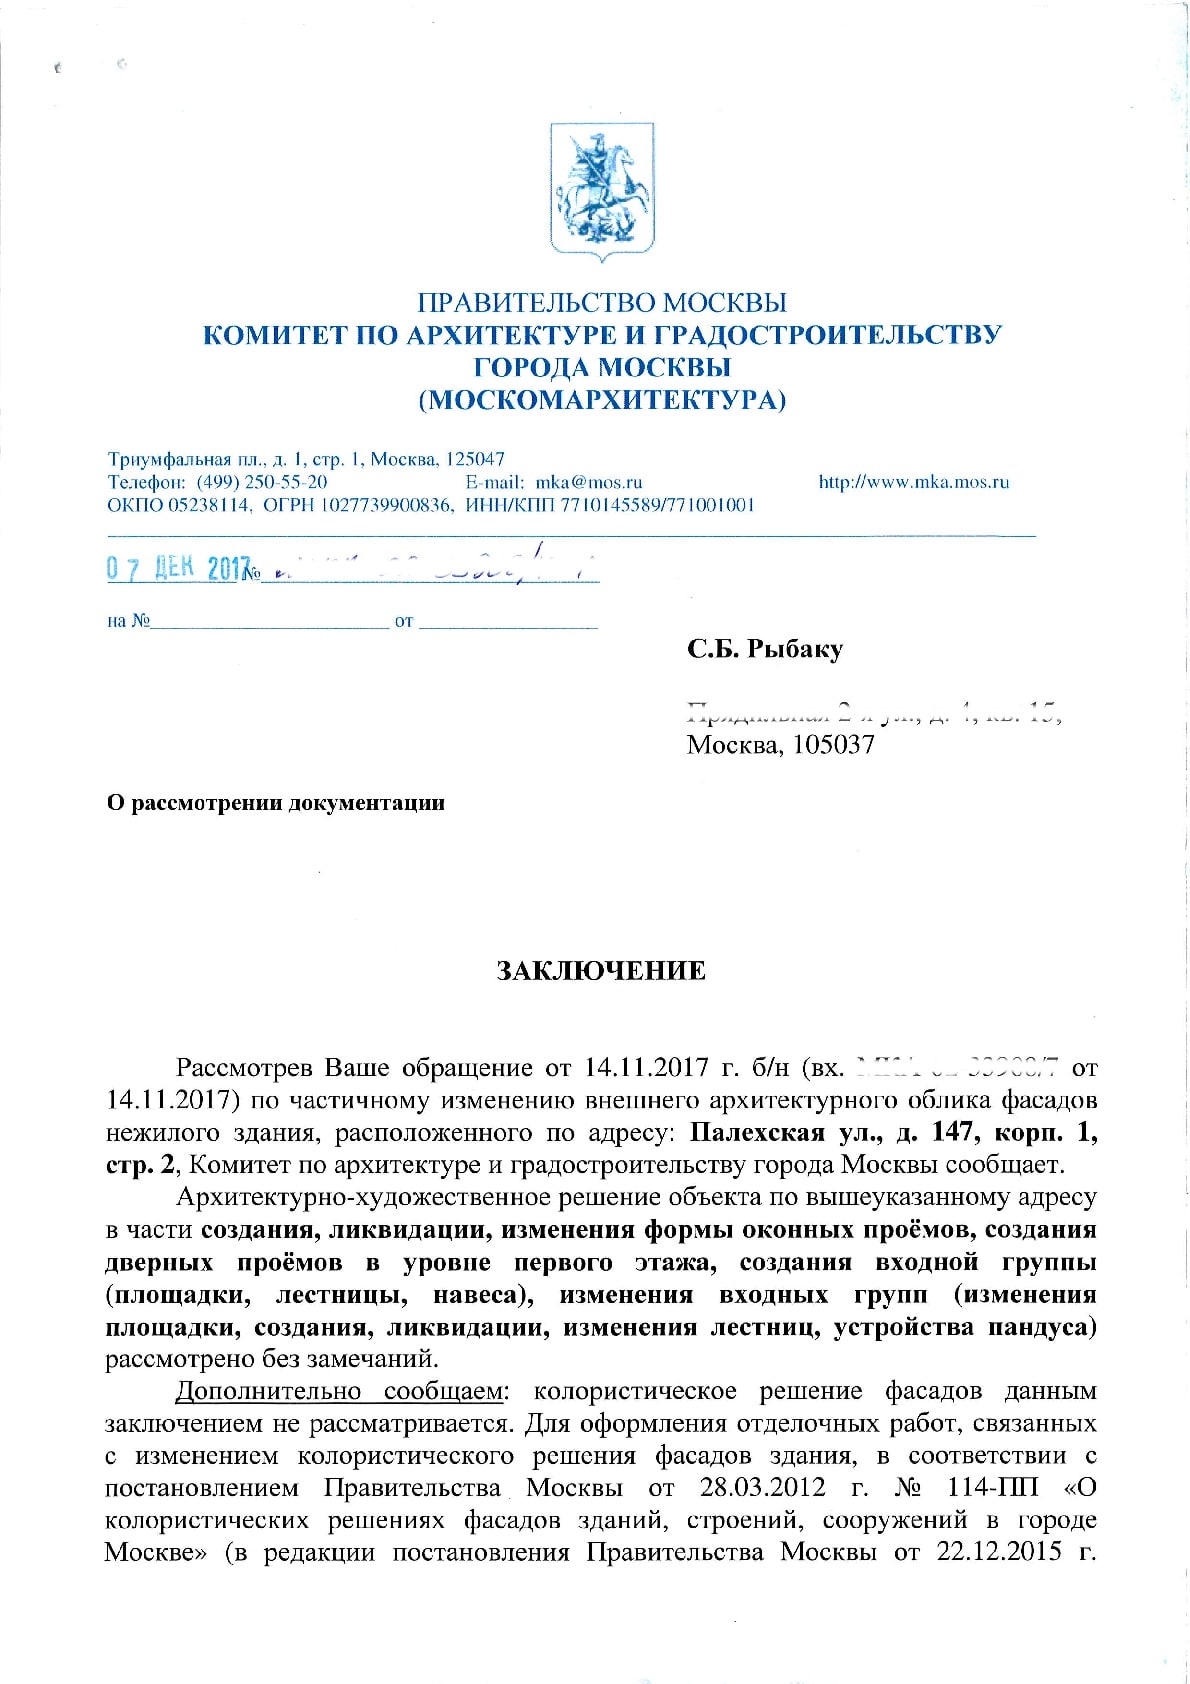 ПРАВИТЕЛЬСТВО МОСКВЫ
КОМИТЕТ ПО АРХИТЕКТУРЕ И ГРАДОСТРОИТЕЛЬСТВУ
ГОРОДА МОСКВЫ
(МОСКОМАРХИТЕКТУРА)
Триумфальная пл., д. 1, стр. 1, Москва, 125047
Телефон: (499) 250-55-20 E-mail: mka@mos.ru http://www.mka.mos.ru
ОКПО 05238114, ОГРН 1027739900836, ИНН/КПП 7710145589/771001001
07 ДЕК 2017 №
на № от
С.Б. Рыбаку
Москва, 105037
О рассмотрении документации
ЗАКЛЮЧЕНИЕ
Рассмотрев Ваше обращение от 14.11.2017 г. б/н (вх. от
14.11.2017) по частичному изменению внешнего архитектурного облика фасадов
нежилого здания, расположенного по адресу: Палехская ул., д. 147, корп. 1,
стр. 2, Комитет по архитектуре и градостроительству города Москвы сообщает.
Архитектурно-художественное решение объекта по вышеуказанному адресу
в части создания, ликвидации, изменения формы оконных проёмов, создания
дверных проёмов в уровне первого этажа, создания входной группы
(площадки, лестницы, навеса), изменения входных групп (изменения
площадки, создания, ликвидации, изменения лестниц, устройства пандуса)
рассмотрено без замечаний.
Дополнительно сообщаем: колористическое решение фасадов данным
заключением не рассматривается. Для оформления отделочных работ, связанных
с изменением колористического решения фасадов здания, в соответствии с
постановлением Правительства Москвы от 28.03.2012 г. № 114-ПП «О
колористических решениях фасадов зданий, строений, сооружений в городе
Москве» (в редакции постановления Правительства Москвы от 22.12.2015 г.